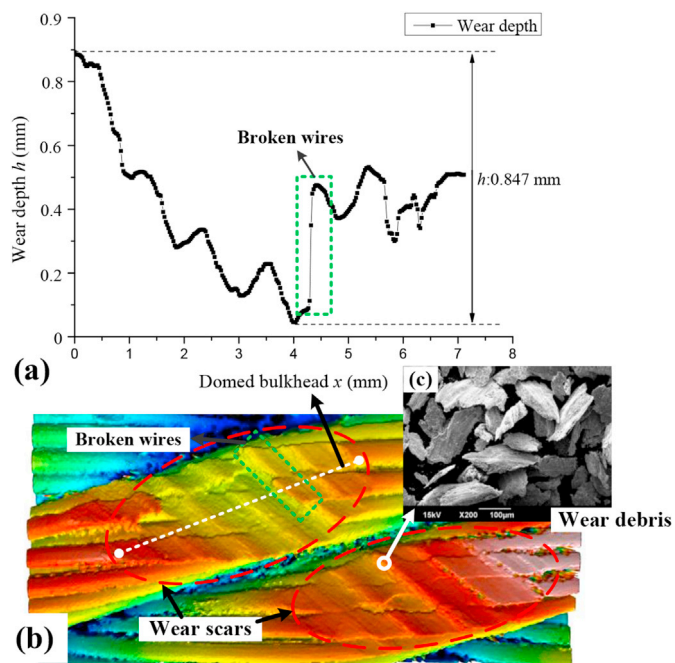 0.9
Wear depth
0.8
Broken wires
0.6
Wear depth h (mm)
h:0.847 mm
0.4
0.2
0
0 1 2 3 4 5 6 7 8
(a)
Domed bulkhead x (mm)
(c)
Broken wires
15kV X200 100μm
Wear debris
Wear scars
(b)